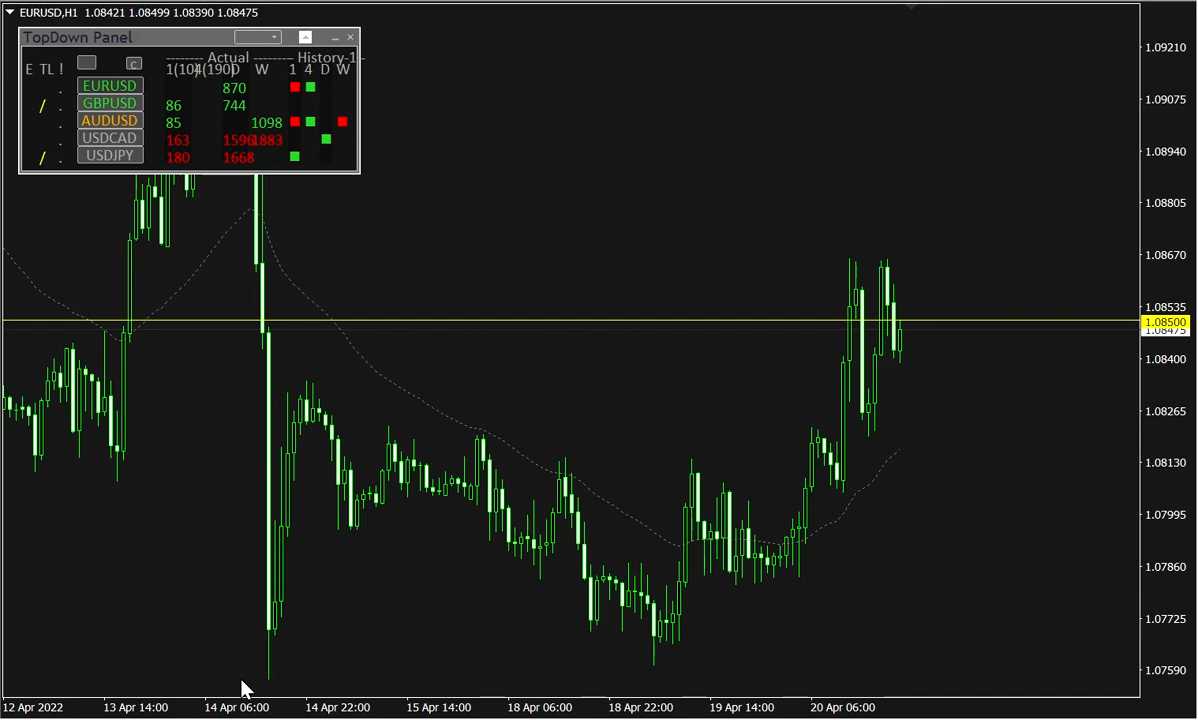 EURUSD,H1 1.08421 1.08499 1.08390 1.08475
TopDown Panel
-------- Actual -------- History-1 -
E TL ! c 1(104(190)D W 1 4 D W
. EURUSD 870
/ . GBPUSD 86 744
. AUDUSD 85 1098
. USDCAD 163 1596 1883
/ . USDJPY 180 1668
1.09210
1.09075
1.08940
1.08805
1.08670
1.08535
1.08500
1.08475
1.08400
1.08265
1.08130
1.07995
1.07860
1.07725
1.07590
12 Apr 2022 13 Apr 14:00 14 Apr 06:00 14 Apr 22:00 15 Apr 14:00 18 Apr 06:00 18 Apr 22:00 19 Apr 14:00 20 Apr 06:00